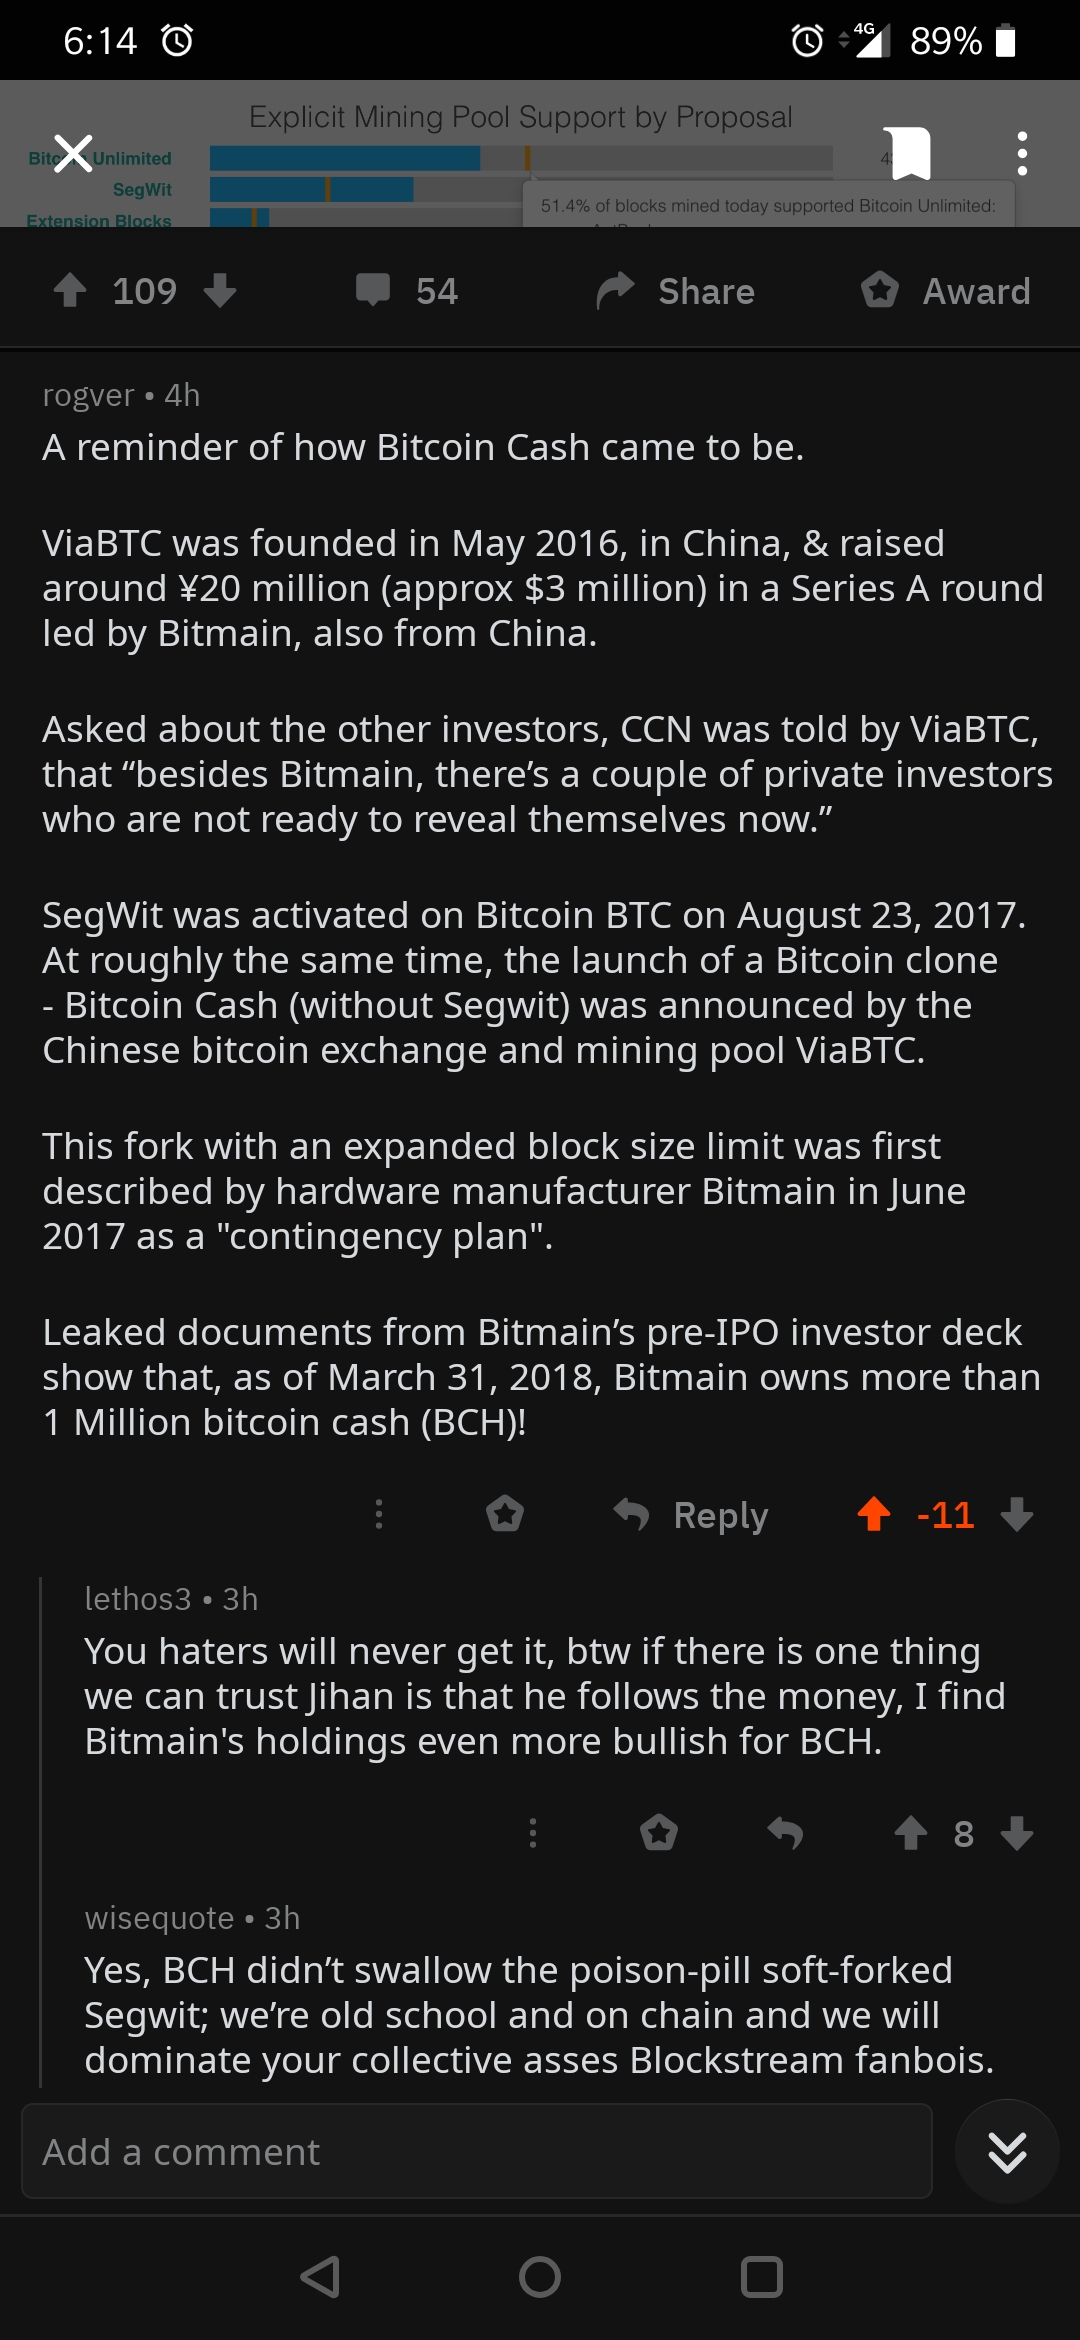 6:14
4G
89%
Explicit Mining Pool Support by Proposal
Unlimited
SegWit
Extension Blocks
51.4% of blocks mined today supported Bitcoin Unlimited:
109
54
Share
Award
rogver • 4h
A reminder of how Bitcoin Cash came to be.
ViaBTC was founded in May 2016, in China, & raised
around ¥20 million (approx $3 million) in a Series A round
led by Bitmain, also from China.
Asked about the other investors, CCN was told by ViaBTC,
that “besides Bitmain, there’s a couple of private investors
who are not ready to reveal themselves now.”
SegWit was activated on Bitcoin BTC on August 23, 2017.
At roughly the same time, the launch of a Bitcoin clone
- Bitcoin Cash (without Segwit) was announced by the
Chinese bitcoin exchange and mining pool ViaBTC.
This fork with an expanded block size limit was first
described by hardware manufacturer Bitmain in June
2017 as a "contingency plan".
Leaked documents from Bitmain’s pre-IPO investor deck
show that, as of March 31, 2018, Bitmain owns more than
1 Million bitcoin cash (BCH)!
Reply
-11
lethos3 • 3h
You haters will never get it, btw if there is one thing
we can trust Jihan is that he follows the money, I find
Bitmain's holdings even more bullish for BCH.
8
wisequote • 3h
Yes, BCH didn’t swallow the poison-pill soft-forked
Segwit; we’re old school and on chain and we will
dominate your collective asses Blockstream fanbois.
Add a comment